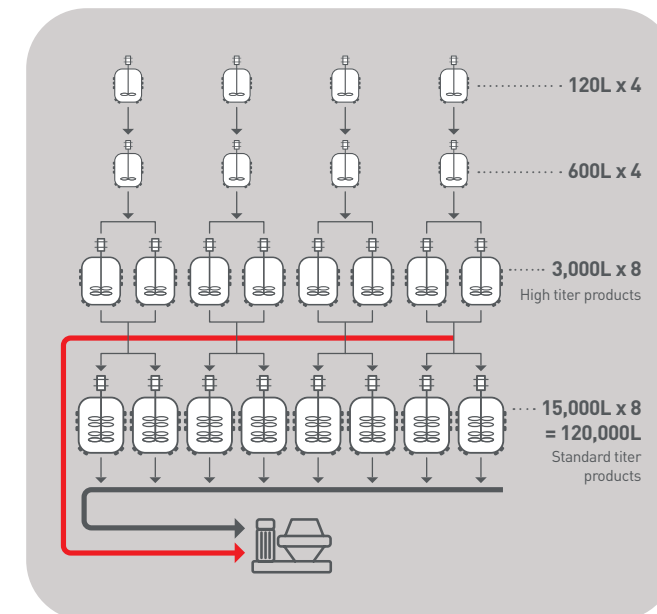 120L x 4
600L x 4
3,000L x 8
High titer products
15,000L x 8
= 120,000L
Standard titer
products